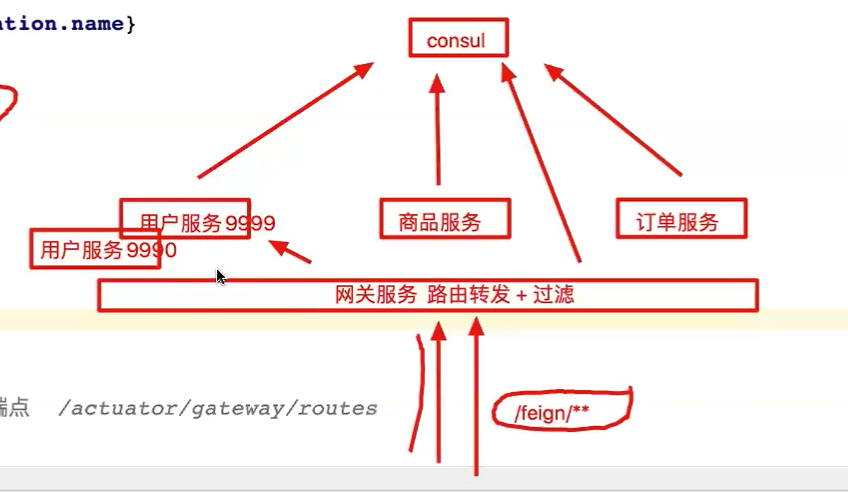 ation.name}
consul
用户服务9999
商品服务
订单服务
用户服务9990
网关服务 路由转发 + 过滤
端点 /actuator/gateway/routes
/feign/**